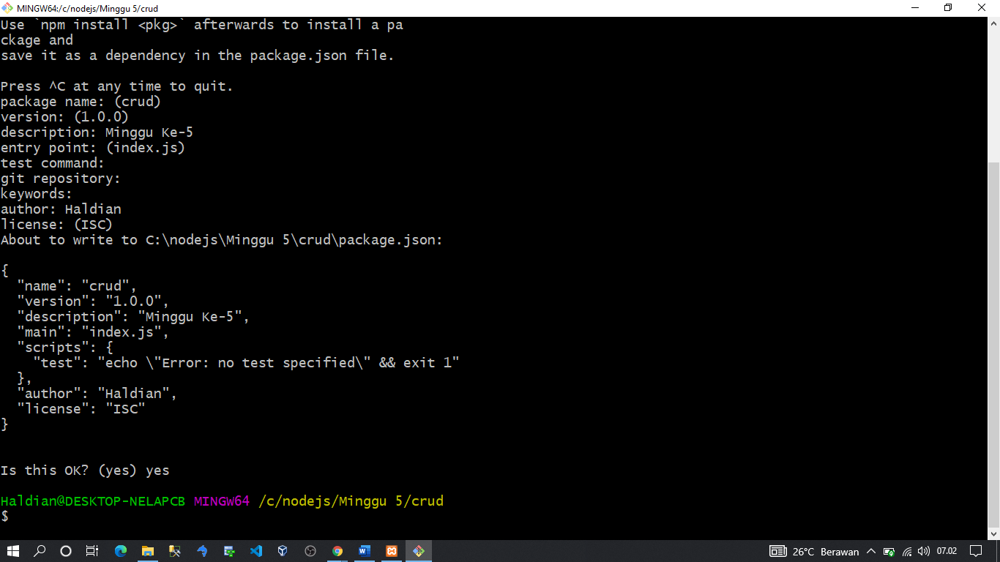 MINGW64:/c/nodejs/Minggu 5/crud
Use `npm install <pkg>` afterwards to install a pa
ckage and
save it as a dependency in the package.json file.
Press ^C at any time to quit.
package name: (crud)
version: (1.0.0)
description: Minggu Ke-5
entry point: (index.js)
test command:
git repository:
keywords:
author: Haldian
license: (ISC)
About to write to C:\nodejs\Minggu 5\crud\package.json:
{
  "name": "crud",
  "version": "1.0.0",
  "description": "Minggu Ke-5",
  "main": "index.js",
  "scripts": {
    "test": "echo \"Error: no test specified\" && exit 1"
  },
  "author": "Haldian",
  "license": "ISC"
}
Is this OK? (yes) yes
Haldian@DESKTOP-NELAPCB MINGW64 /c/nodejs/Minggu 5/crud
$
26°C Berawan 07.02